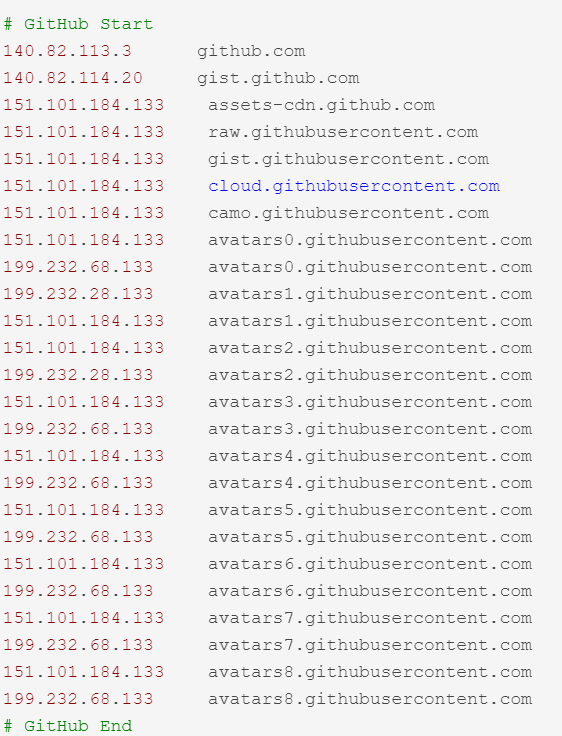 # GitHub Start
140.82.113.3      github.com
140.82.114.20     gist.github.com
151.101.184.133    assets-cdn.github.com
151.101.184.133    raw.githubusercontent.com
151.101.184.133    gist.githubusercontent.com
151.101.184.133    cloud.githubusercontent.com
151.101.184.133    camo.githubusercontent.com
151.101.184.133    avatars0.githubusercontent.com
199.232.68.133     avatars0.githubusercontent.com
199.232.28.133     avatars1.githubusercontent.com
151.101.184.133    avatars1.githubusercontent.com
151.101.184.133    avatars2.githubusercontent.com
199.232.28.133     avatars2.githubusercontent.com
151.101.184.133    avatars3.githubusercontent.com
199.232.68.133     avatars3.githubusercontent.com
151.101.184.133    avatars4.githubusercontent.com
199.232.68.133     avatars4.githubusercontent.com
151.101.184.133    avatars5.githubusercontent.com
199.232.68.133     avatars5.githubusercontent.com
151.101.184.133    avatars6.githubusercontent.com
199.232.68.133     avatars6.githubusercontent.com
151.101.184.133    avatars7.githubusercontent.com
199.232.68.133     avatars7.githubusercontent.com
151.101.184.133    avatars8.githubusercontent.com
199.232.68.133     avatars8.githubusercontent.com
# GitHub End